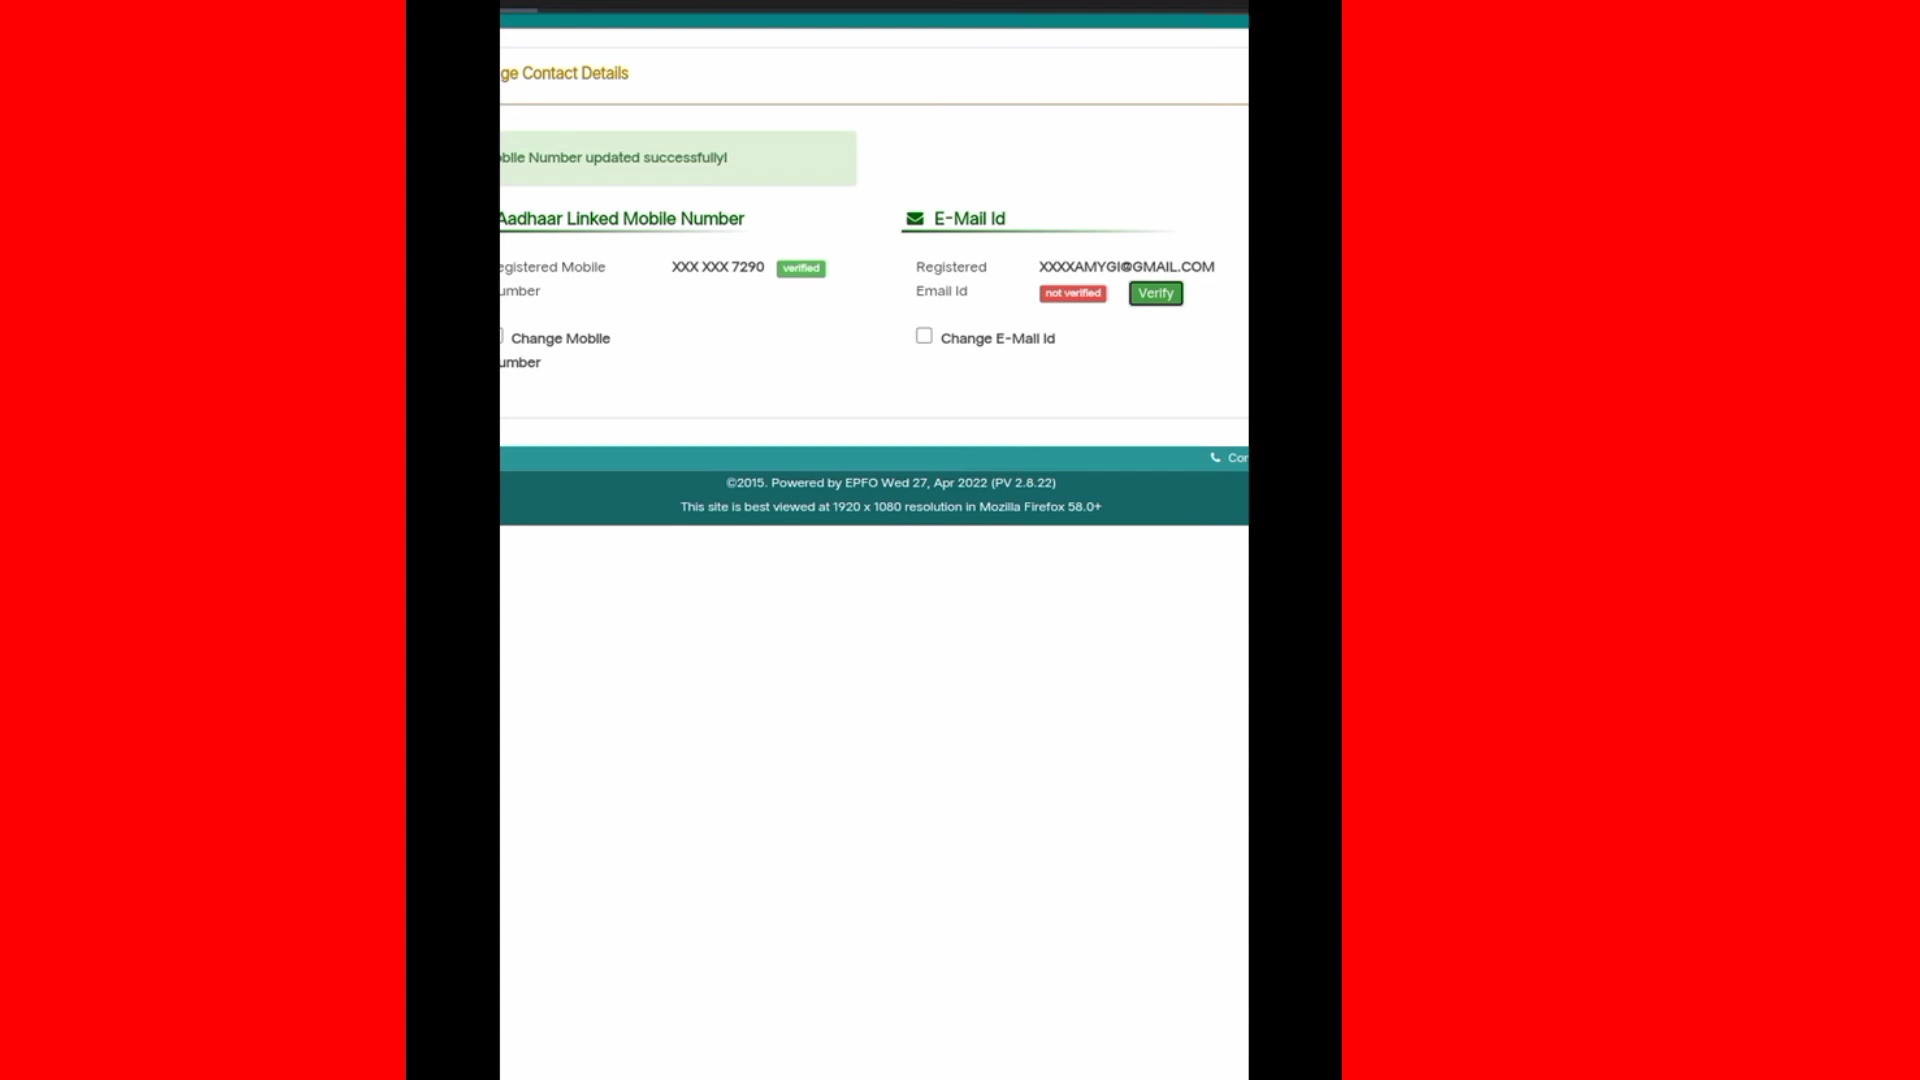 ge Contact Details
bile Number updated successfully!
Aadhaar Linked Mobile Number
E-Mail Id
egistered Mobile XXX XXX 7290 verified
umber
Registered XXXXAMYGI@GMAIL.COM
Email Id not verified Verify
Change Mobile
umber
Change E-Mail Id
Con
©2015. Powered by EPFO Wed 27, Apr 2022 (PV 2.8.22)
This site is best viewed at 1920 x 1080 resolution in Mozilla Firefox 58.0+